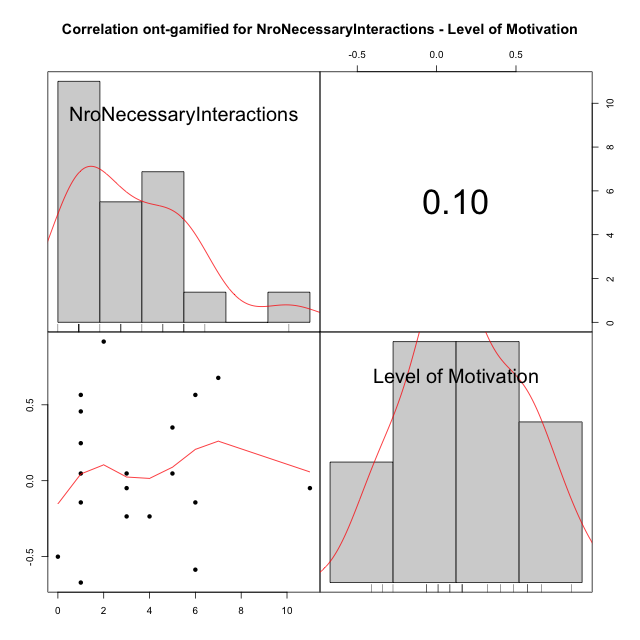 Correlation ont-gamified for NroNecessaryInteractions - Level of Motivation
-0.5 0.0 0.5
NroNecessaryInteractions
0.10
10
8
6
4
2
0
Level of Motivation
0.5
0.0
-0.5
0 2 4 6 8 10